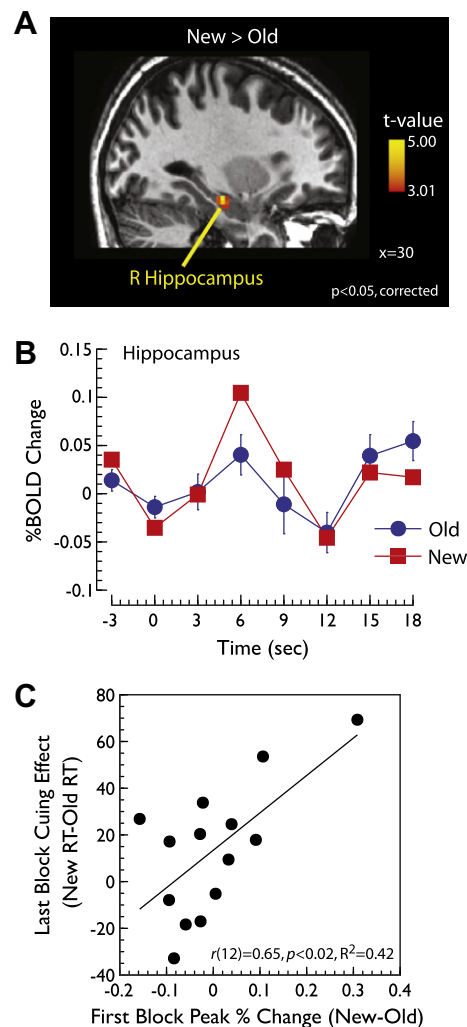 A
New > Old
t-value
5.00
3.01
R Hippocampus
x=30
p<0.05, corrected
B
Hippocampus
0.15
0.1
0.05
0
-0.05
-0.1
%BOLD Change
Old
New
-3 0 3 6 9 12 15 18
Time (sec)
C
80
60
40
20
0
-20
-40
Last Block Cuing Effect
(New RT-Old RT)
r(12)=0.65, p<0.02, R²=0.42
-0.2 -0.1 0 0.1 0.2 0.3 0.4
First Block Peak % Change (New-Old)